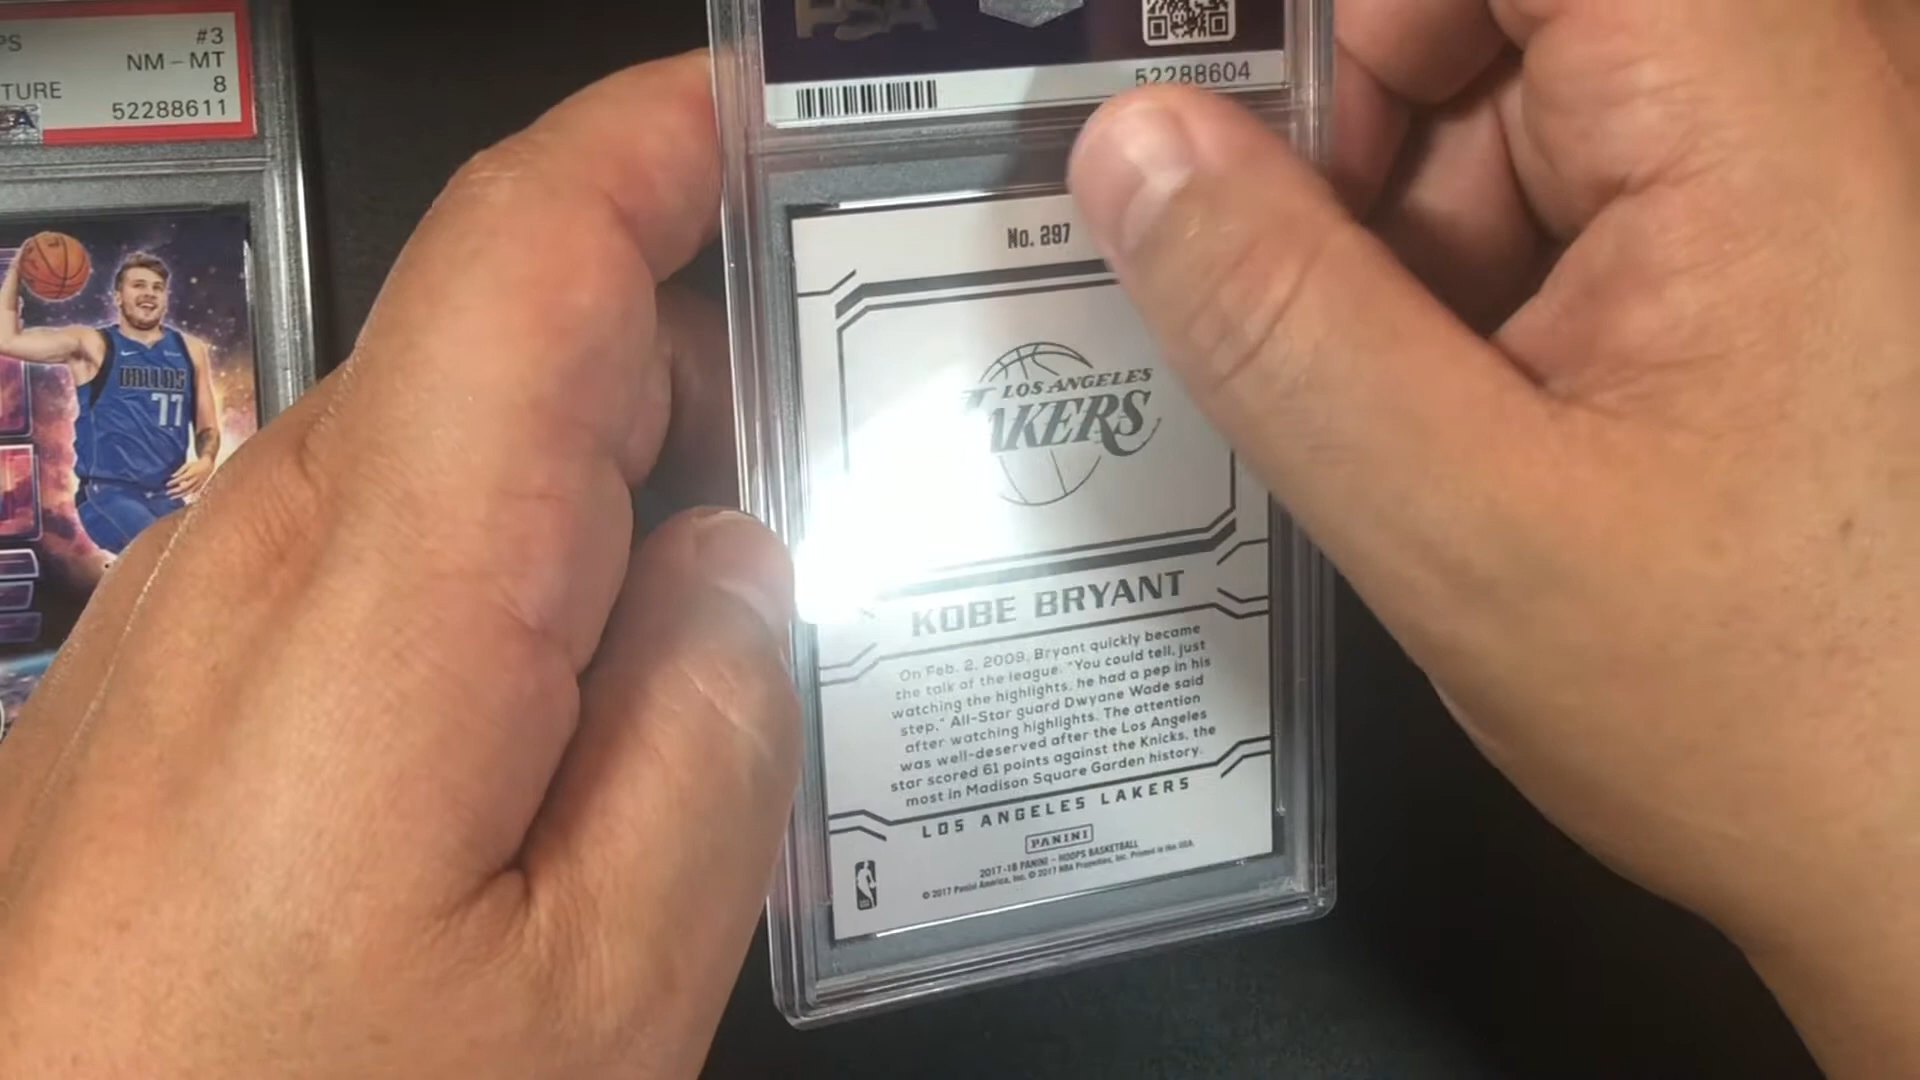 PS
#3
NM - MT
TURE
8
52288611
DALLAS
77
PSA
52288604
No. 297
LOS ANGELES
LAKERS
KOBE BRYANT
On Feb. 2, 2009, Bryant quickly became
the talk of the league. "You could tell, just
watching the highlights, he had a pep in his
step," All-Star guard Dwyane Wade said
after watching highlights. The attention
was well-deserved after the Los Angeles
star scored 61 points against the Knicks, the
most in Madison Square Garden history.
LOS ANGELES LAKERS
PANINI
2017-18 PANINI - HOOPS BASKETBALL
© 2017 Panini America, Inc. © 2017 NBA Properties, Inc. Printed in the USA.